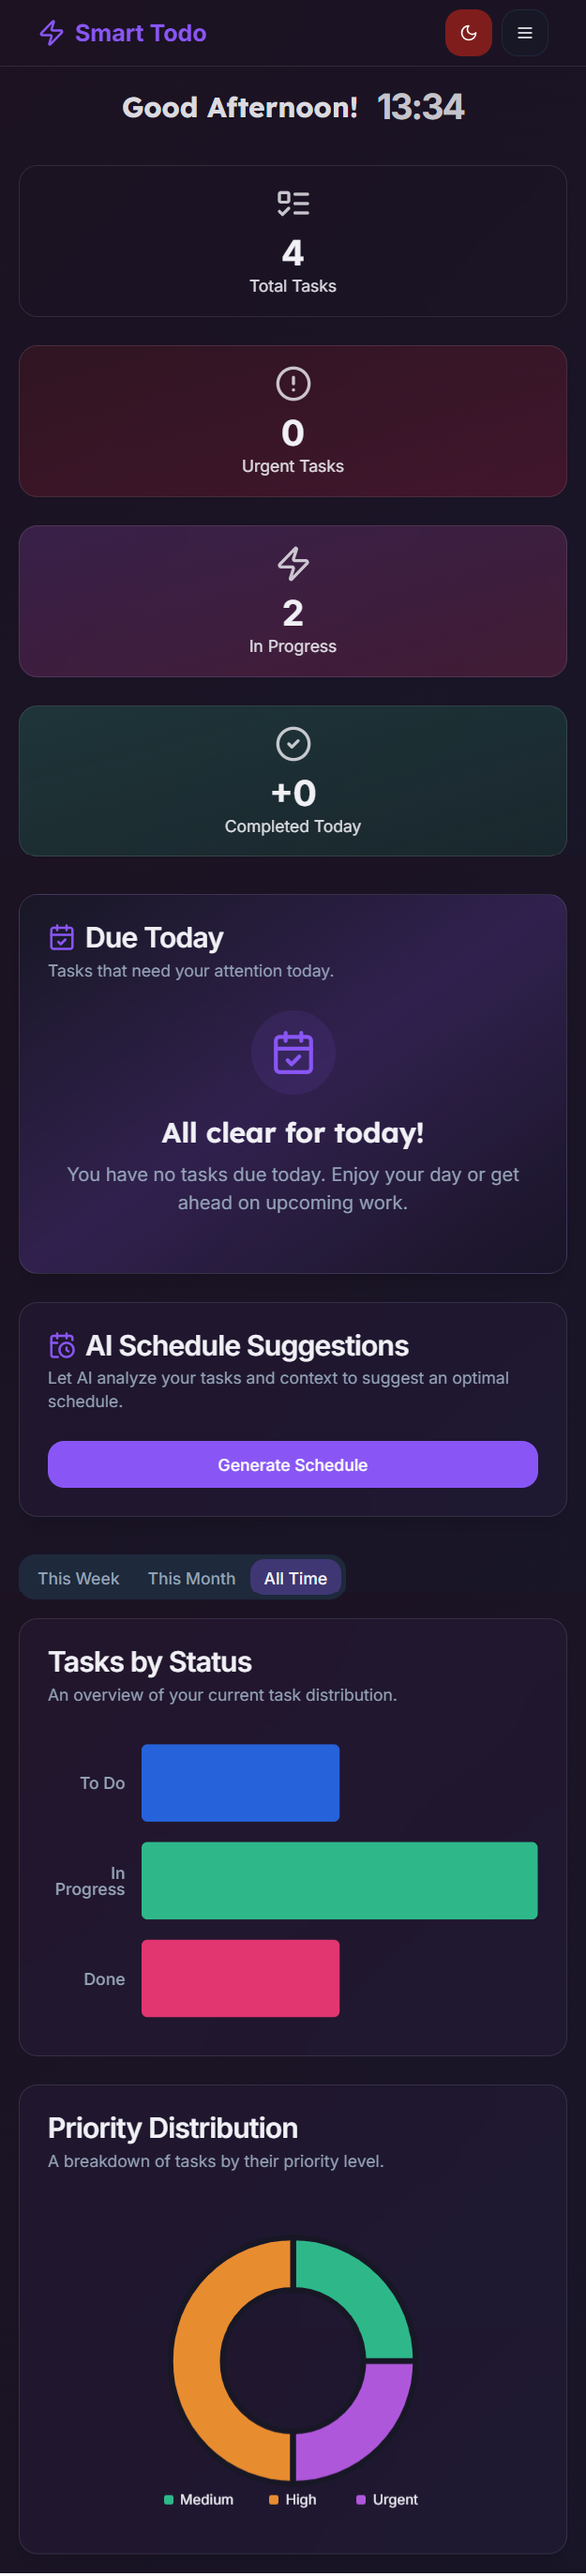 Smart Todo
Good Afternoon! 13:34
4
Total Tasks
0
Urgent Tasks
2
In Progress
+0
Completed Today
Due Today
Tasks that need your attention today.
All clear for today!
You have no tasks due today. Enjoy your day or get
ahead on upcoming work.
AI Schedule Suggestions
Let AI analyze your tasks and context to suggest an optimal
schedule.
Generate Schedule
This Week This Month All Time
Tasks by Status
An overview of your current task distribution.
To Do
In
Progress
Done
Priority Distribution
A breakdown of tasks by their priority level.
Medium High Urgent